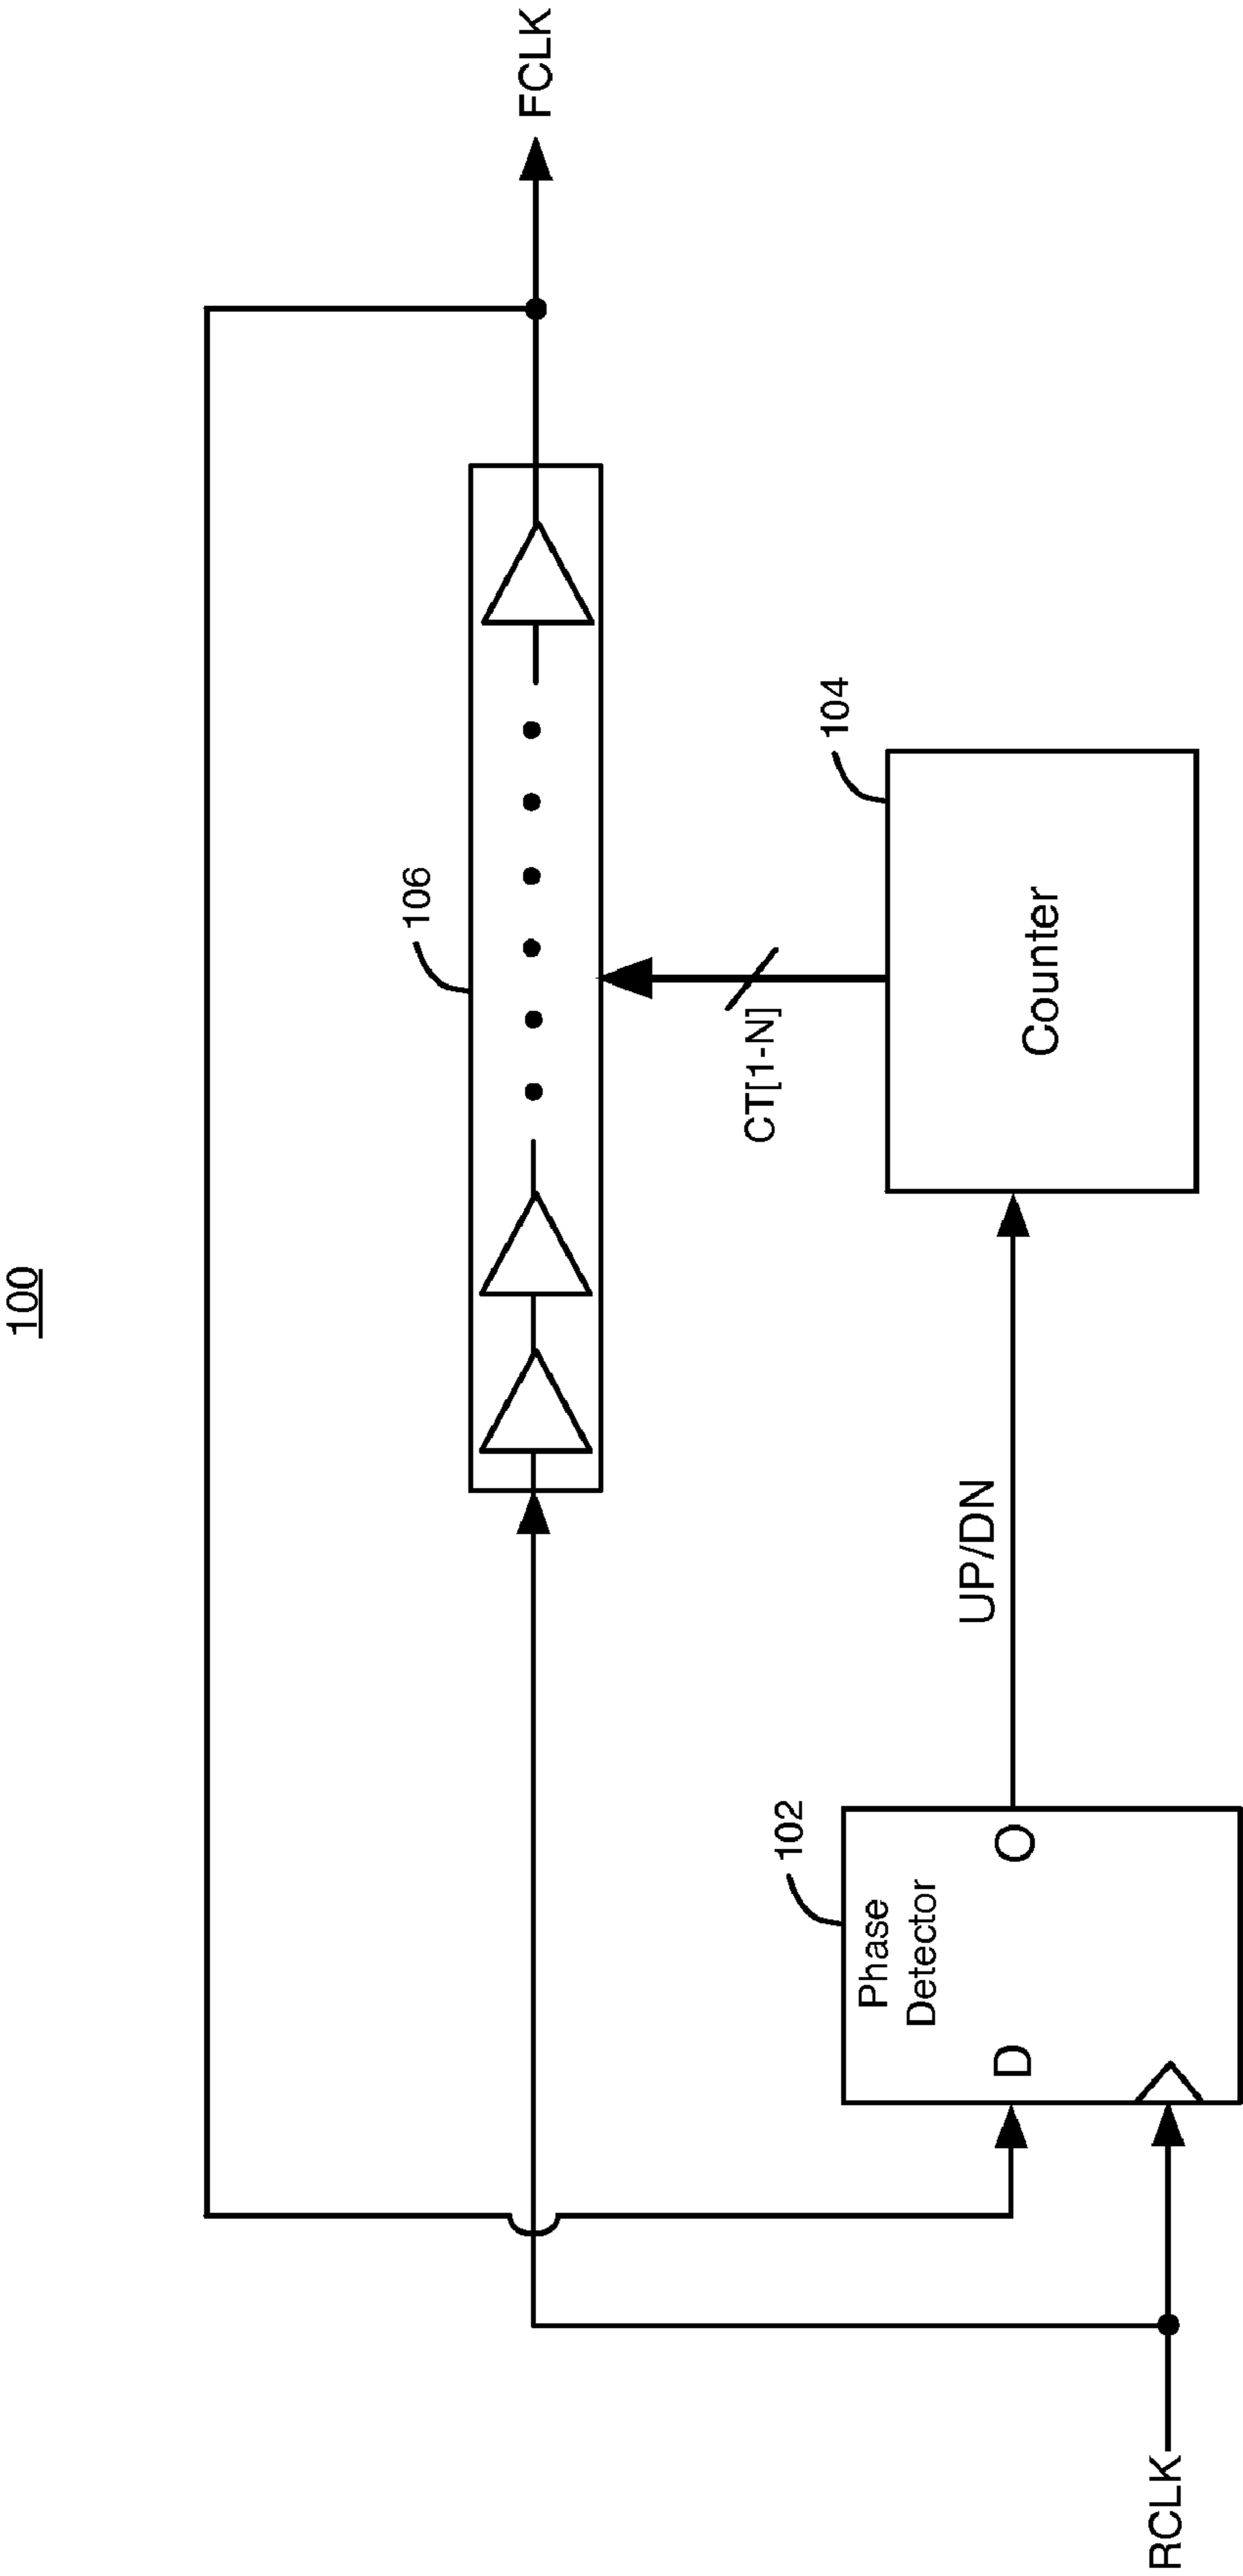 100
FCLK
106
104
CT[1-N]
Counter
UP/DN
102
Phase
Detector
D
O
RCLK